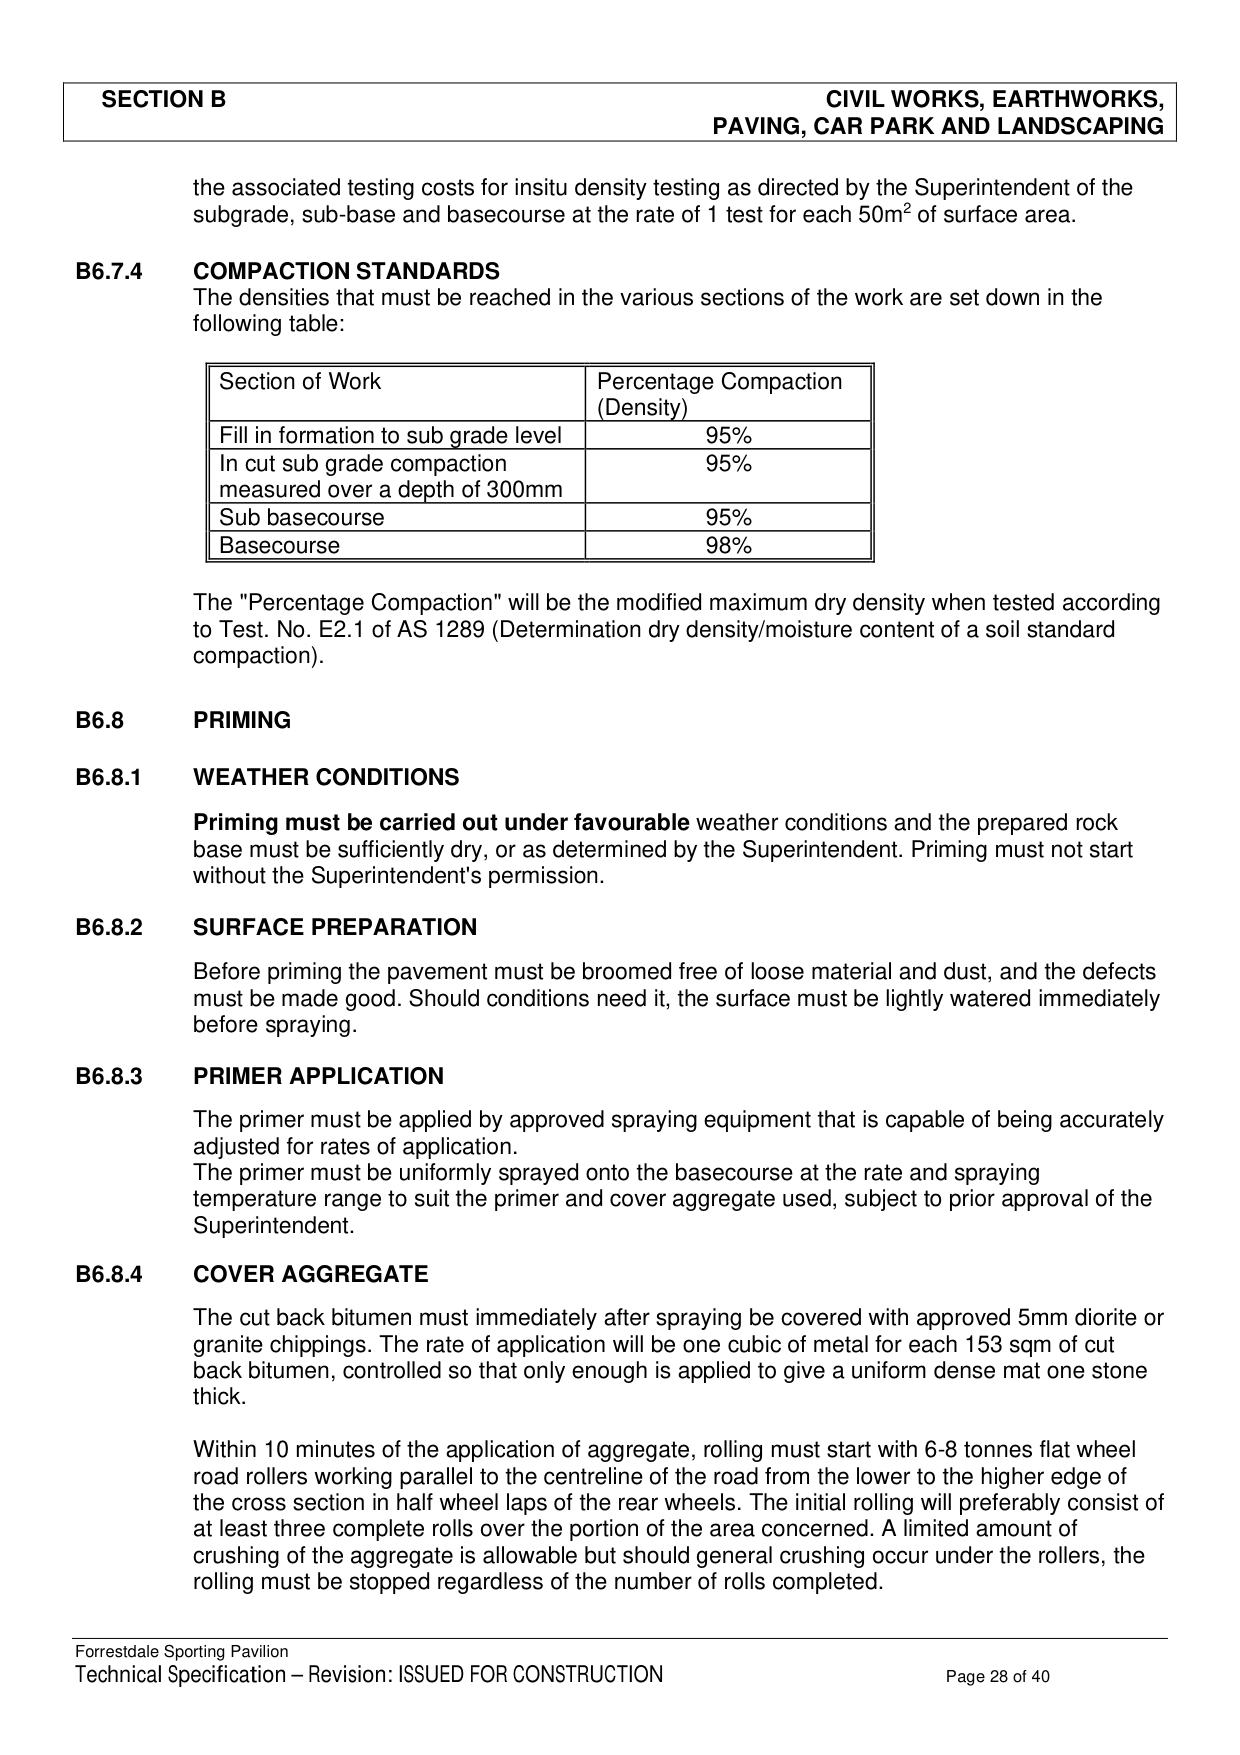 SECTION B
CIVIL WORKS, EARTHWORKS,
PAVING, CAR PARK AND LANDSCAPING
the associated testing costs for insitu density testing as directed by the Superintendent of the
subgrade, sub-base and basecourse at the rate of 1 test for each 50m² of surface area.
B6.7.4 COMPACTION STANDARDS
The densities that must be reached in the various sections of the work are set down in the
following table:
Section of Work
Percentage Compaction
(Density)
Fill in formation to sub grade level 95%
In cut sub grade compaction 95%
measured over a depth of 300mm
Sub basecourse 95%
Basecourse 98%
The "Percentage Compaction" will be the modified maximum dry density when tested according
to Test. No. E2.1 of AS 1289 (Determination dry density/moisture content of a soil standard
compaction).
B6.8 PRIMING
B6.8.1 WEATHER CONDITIONS
Priming must be carried out under favourable weather conditions and the prepared rock
base must be sufficiently dry, or as determined by the Superintendent. Priming must not start
without the Superintendent's permission.
B6.8.2 SURFACE PREPARATION
Before priming the pavement must be broomed free of loose material and dust, and the defects
must be made good. Should conditions need it, the surface must be lightly watered immediately
before spraying.
B6.8.3 PRIMER APPLICATION
The primer must be applied by approved spraying equipment that is capable of being accurately
adjusted for rates of application.
The primer must be uniformly sprayed onto the basecourse at the rate and spraying
temperature range to suit the primer and cover aggregate used, subject to prior approval of the
Superintendent.
B6.8.4 COVER AGGREGATE
The cut back bitumen must immediately after spraying be covered with approved 5mm diorite or
granite chippings. The rate of application will be one cubic of metal for each 153 sqm of cut
back bitumen, controlled so that only enough is applied to give a uniform dense mat one stone
thick.
Within 10 minutes of the application of aggregate, rolling must start with 6-8 tonnes flat wheel
road rollers working parallel to the centreline of the road from the lower to the higher edge of
the cross section in half wheel laps of the rear wheels. The initial rolling will preferably consist of
at least three complete rolls over the portion of the area concerned. A limited amount of
crushing of the aggregate is allowable but should general crushing occur under the rollers, the
rolling must be stopped regardless of the number of rolls completed.
Forrestdale Sporting Pavilion
Technical Specification – Revision: ISSUED FOR CONSTRUCTION Page 28 of 40